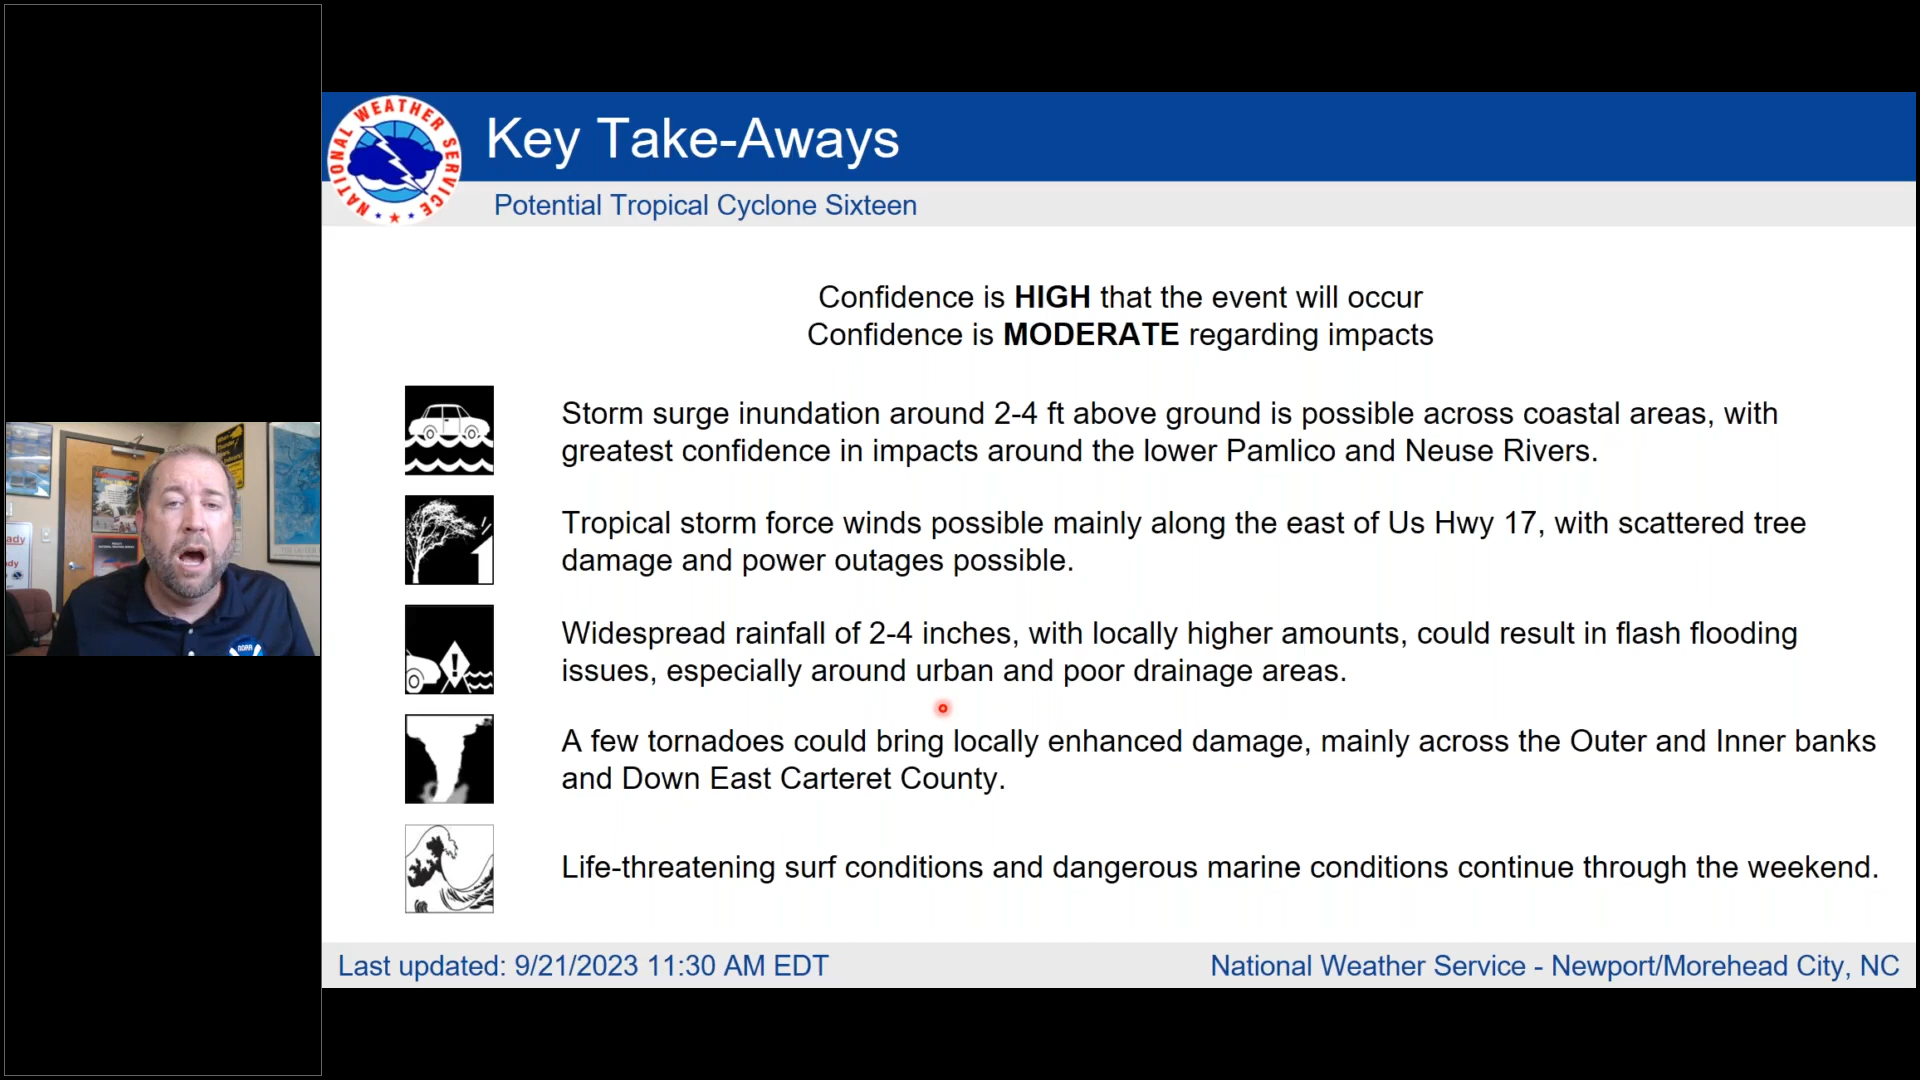 NATIONAL WEATHER SERVICE
Key Take-Aways
Potential Tropical Cyclone Sixteen
Confidence is HIGH that the event will occur
Confidence is MODERATE regarding impacts
Storm surge inundation around 2-4 ft above ground is possible across coastal areas, with
greatest confidence in impacts around the lower Pamlico and Neuse Rivers.
Tropical storm force winds possible mainly along the east of Us Hwy 17, with scattered tree
damage and power outages possible.
Widespread rainfall of 2-4 inches, with locally higher amounts, could result in flash flooding
issues, especially around urban and poor drainage areas.
A few tornadoes could bring locally enhanced damage, mainly across the Outer and Inner banks
and Down East Carteret County.
Life-threatening surf conditions and dangerous marine conditions continue through the weekend.
Last updated: 9/21/2023 11:30 AM EDT
National Weather Service - Newport/Morehead City, NC
ady
dy
NOAA